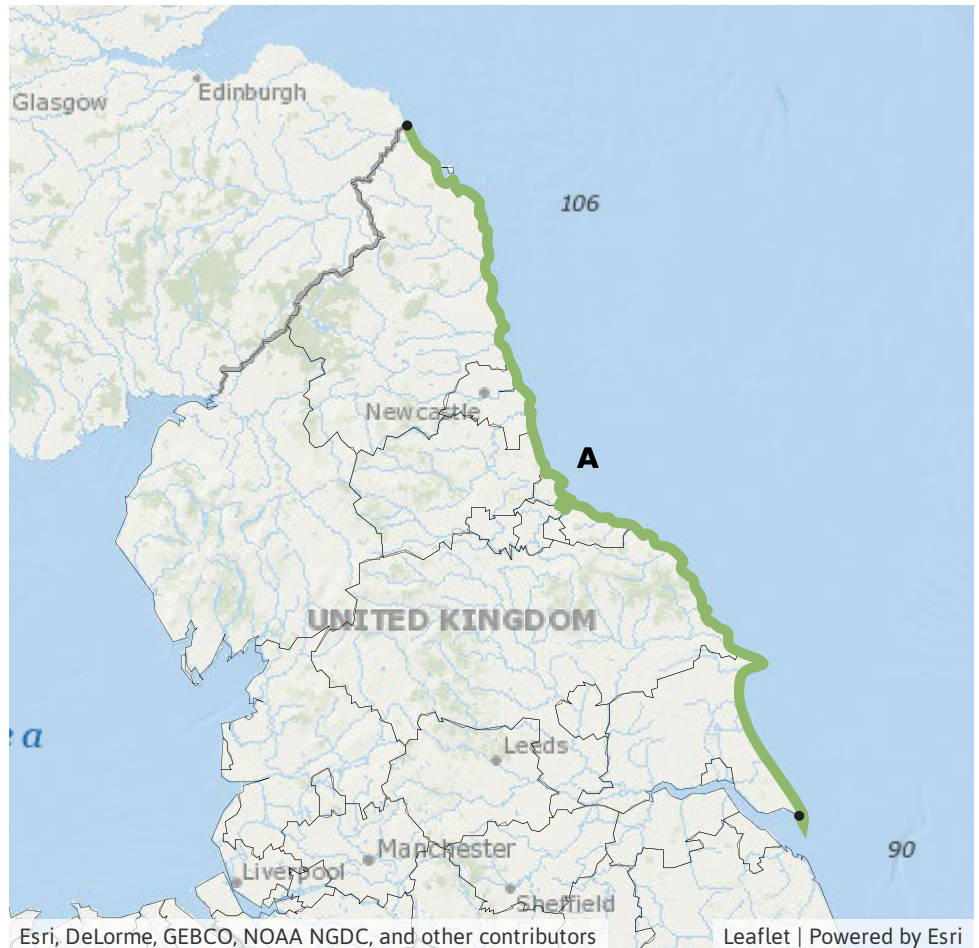 Edinburgh
Glasgow
106
Newcastle
A
UNITED KINGDOM
e a
Leeds
Manchester
90
Liverpool
Sheffield
Esri, DeLorme, GEBCO, NOAA NGDC, and other contributors
Leaflet | Powered by Esri